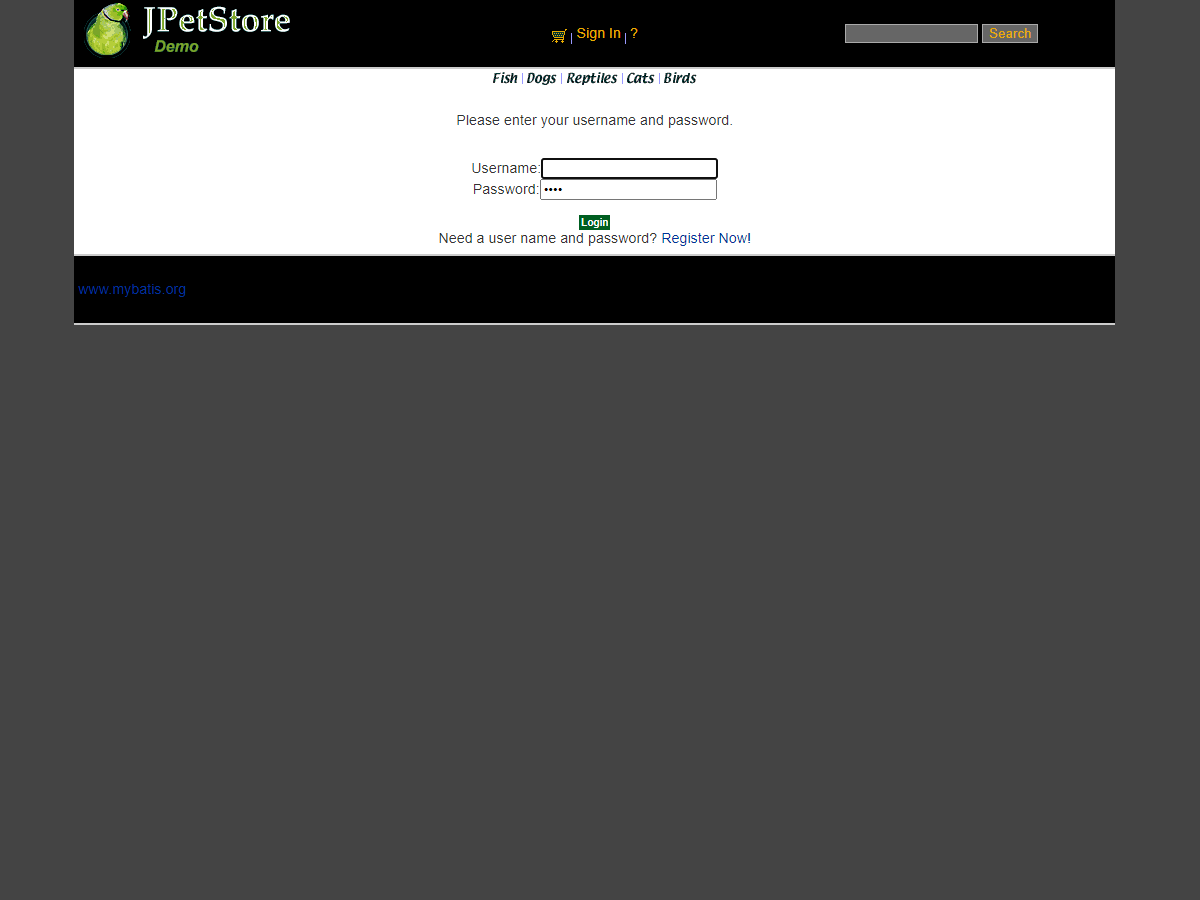 JPetStore
Demo
Sign In | ?
Search
Fish | Dogs | Reptiles | Cats | Birds
Please enter your username and password.
Username:
Password: ••••
Login
Need a user name and password? Register Now!
www.mybatis.org